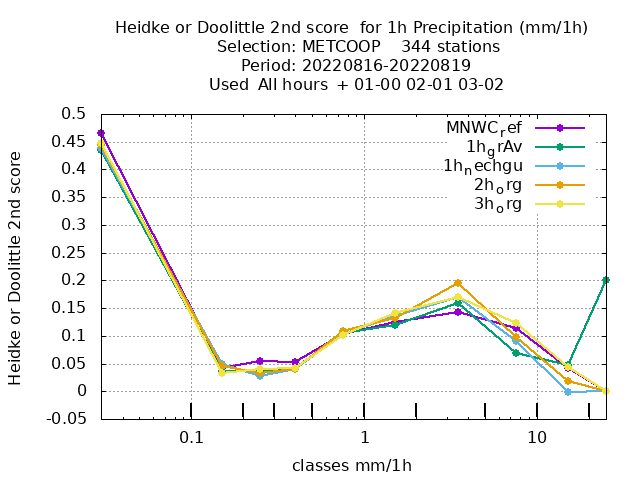 Heidke or Doolittle 2nd score  for 1h Precipitation (mm/1h)
Selection: METCOOP    344 stations
Period: 20220816-20220819
Used  All hours  + 01-00 02-01 03-02
MNWC_ref
1h_grAv
1h_nechgu
2h_org
3h_org
Heidke or Doolittle 2nd score
0.5
0.45
0.4
0.35
0.3
0.25
0.2
0.15
0.1
0.05
0
-0.05
0.1 1 10
classes mm/1h